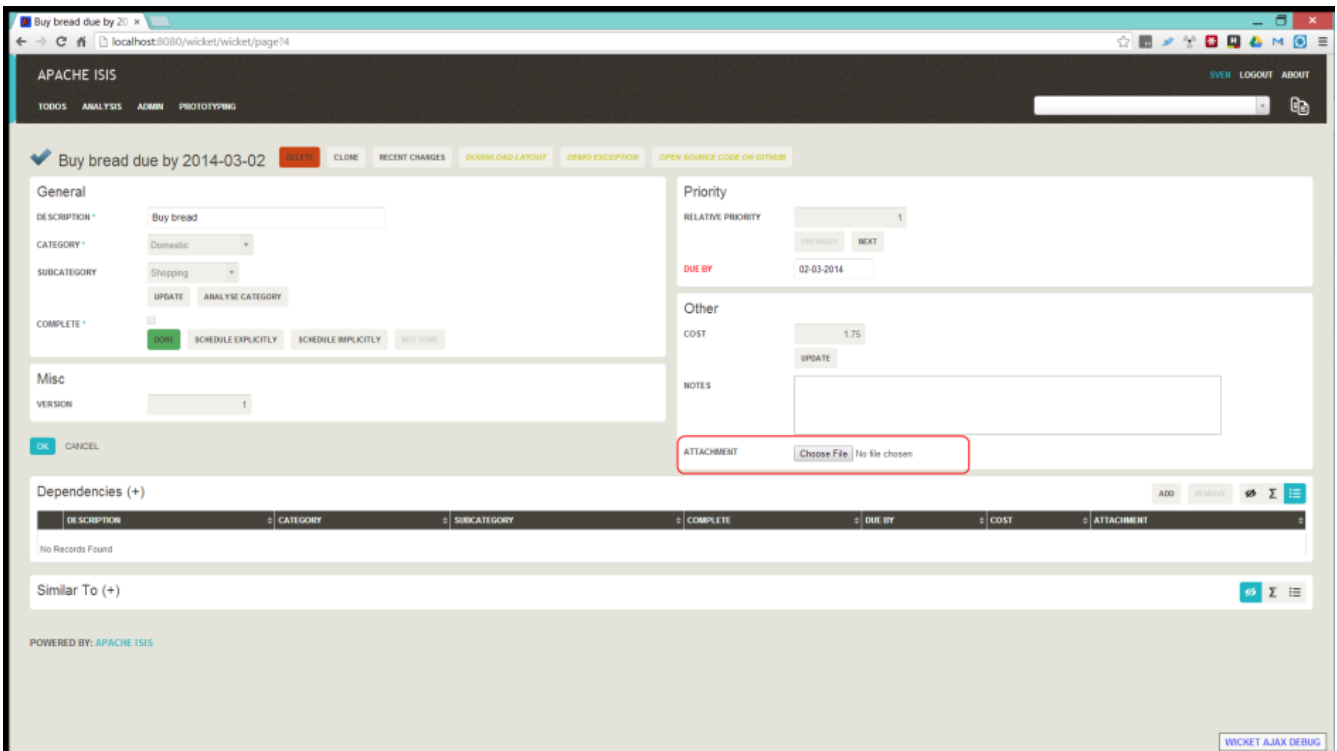 Buy bread due by 20 ×
localhost:8080/wicket/wicket/page?4
APACHE ISIS
SVEN LOGOUT ABOUT
TODOS ANALYSIS ADMIN PROTOTYPING
Buy bread due by 2014-03-02 DELETE CLONE RECENT CHANGES DOWNLOAD LAYOUT DEMO EXCEPTION OPEN SOURCE CODE ON GITHUB
General
DESCRIPTION * Buy bread
CATEGORY * Domestic
SUBCATEGORY Shopping
UPDATE ANALYSE CATEGORY
COMPLETE *
DONE SCHEDULE EXPLICITLY SCHEDULE IMPLICITLY NOT DONE
Misc
VERSION 1
OK CANCEL
Priority
RELATIVE PRIORITY 1
PREVIOUS NEXT
DUE BY 02-03-2014
Other
COST 1.75
UPDATE
NOTES
ATTACHMENT Choose File No file chosen
Dependencies (+)
ADD REMOVE Σ
DESCRIPTION CATEGORY SUBCATEGORY COMPLETE DUE BY COST ATTACHMENT
No Records Found
Similar To (+)
Σ
POWERED BY: APACHE ISIS
WICKET AJAX DEBUG